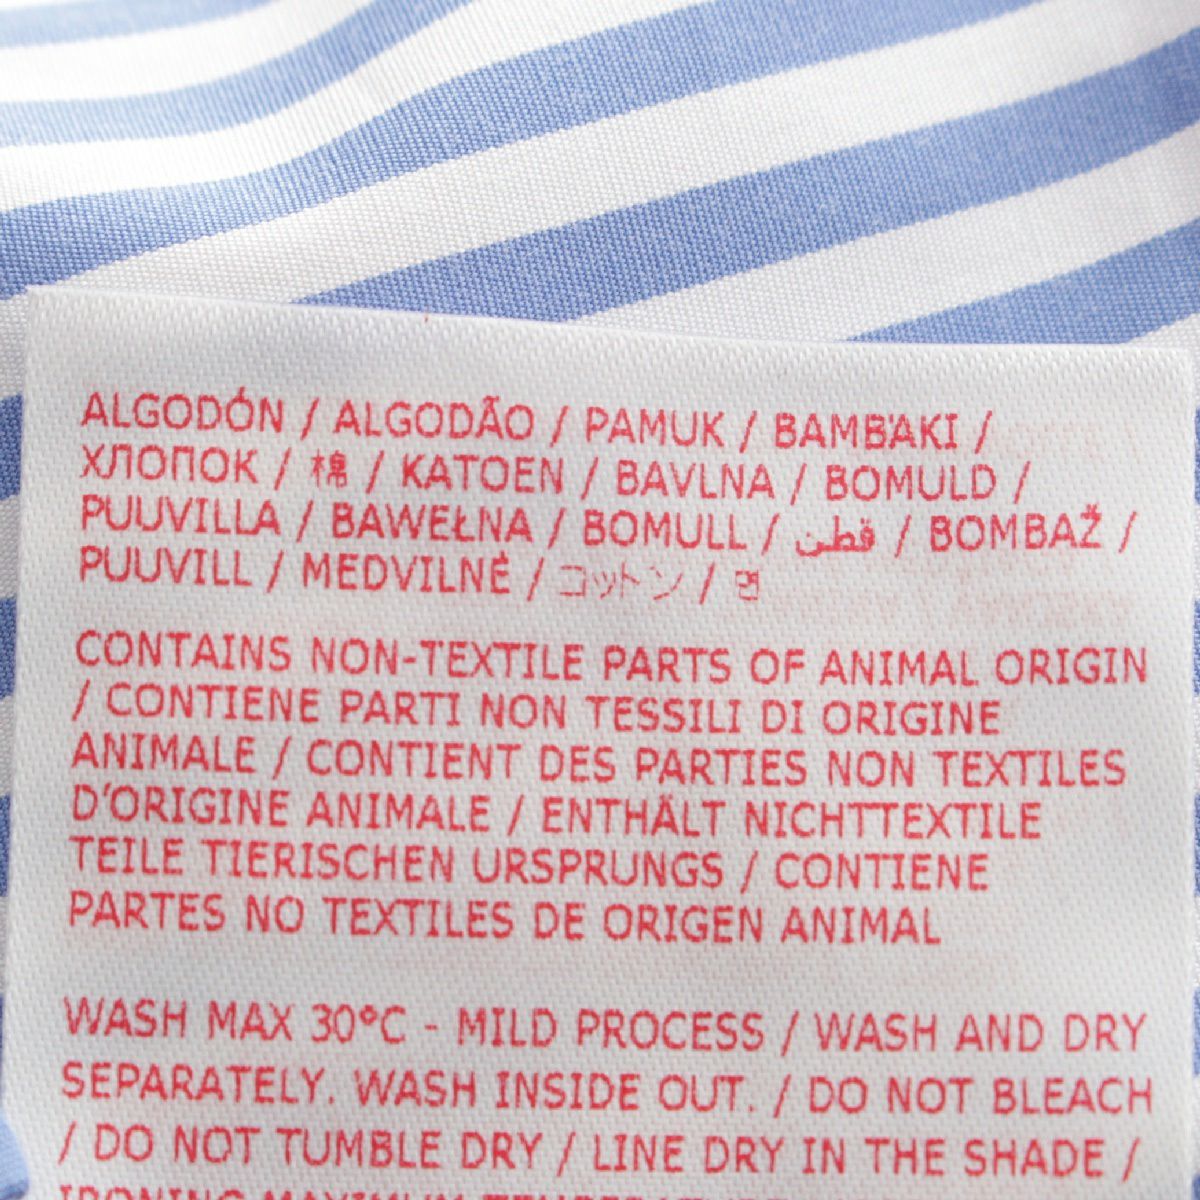 ALGODÓN / ALGODÃO / PAMUK / BAMBAKI /
ХЛОПОК / 棉 / KATOEN / BAVLNA / BOMULD /
PUUVILLA / BAWEŁNA / BOMULL / قطن / BOMBAŽ /
PUUVILL / MEDVILNĖ / コットン / 면
CONTAINS NON-TEXTILE PARTS OF ANIMAL ORIGIN
/ CONTIENE PARTI NON TESSILI DI ORIGINE
ANIMALE / CONTIENT DES PARTIES NON TEXTILES
D'ORIGINE ANIMALE / ENTHÄLT NICHTTEXTILE
TEILE TIERISCHEN URSPRUNGS / CONTIENE
PARTES NO TEXTILES DE ORIGEN ANIMAL
WASH MAX 30°C - MILD PROCESS / WASH AND DRY
SEPARATELY. WASH INSIDE OUT. / DO NOT BLEACH
/ DO NOT TUMBLE DRY / LINE DRY IN THE SHADE /
IRONING MAXIMUM